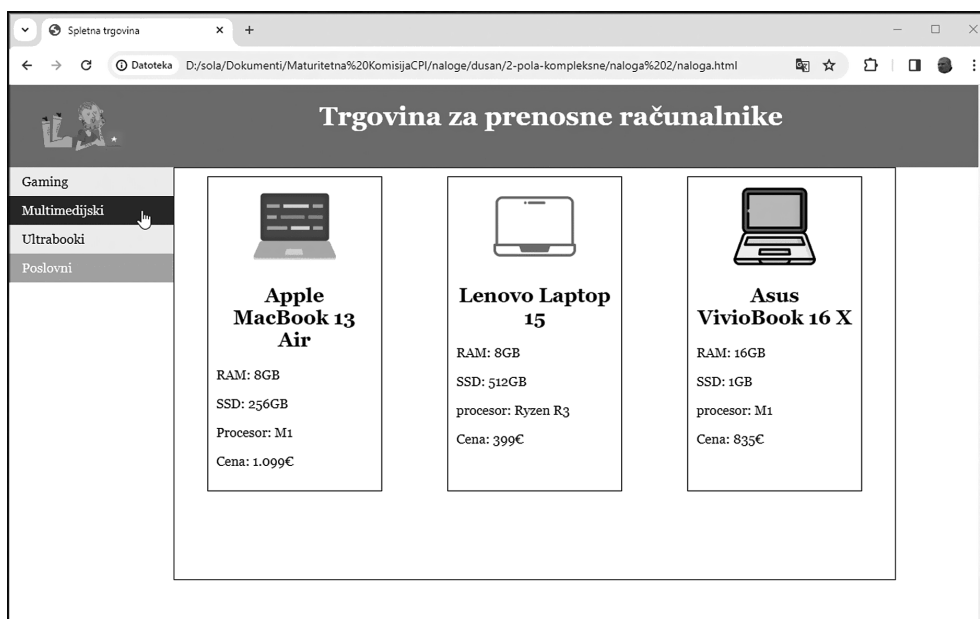 Spletna trgovina
Datoteka D:/sola/Dokumenti/Maturitetna%20KomisijaCPI/naloge/dusan/2-pola-kompleksne/naloga%202/naloga.html
Trgovina za prenosne računalnike
Gaming
Multimedijski
Ultrabooki
Poslovni
Apple
MacBook 13
Air
RAM: 8GB
SSD: 256GB
Procesor: M1
Cena: 1.099€
Lenovo Laptop
15
RAM: 8GB
SSD: 512GB
procesor: Ryzen R3
Cena: 399€
Asus
VivioBook 16 X
RAM: 16GB
SSD: 1GB
procesor: M1
Cena: 835€